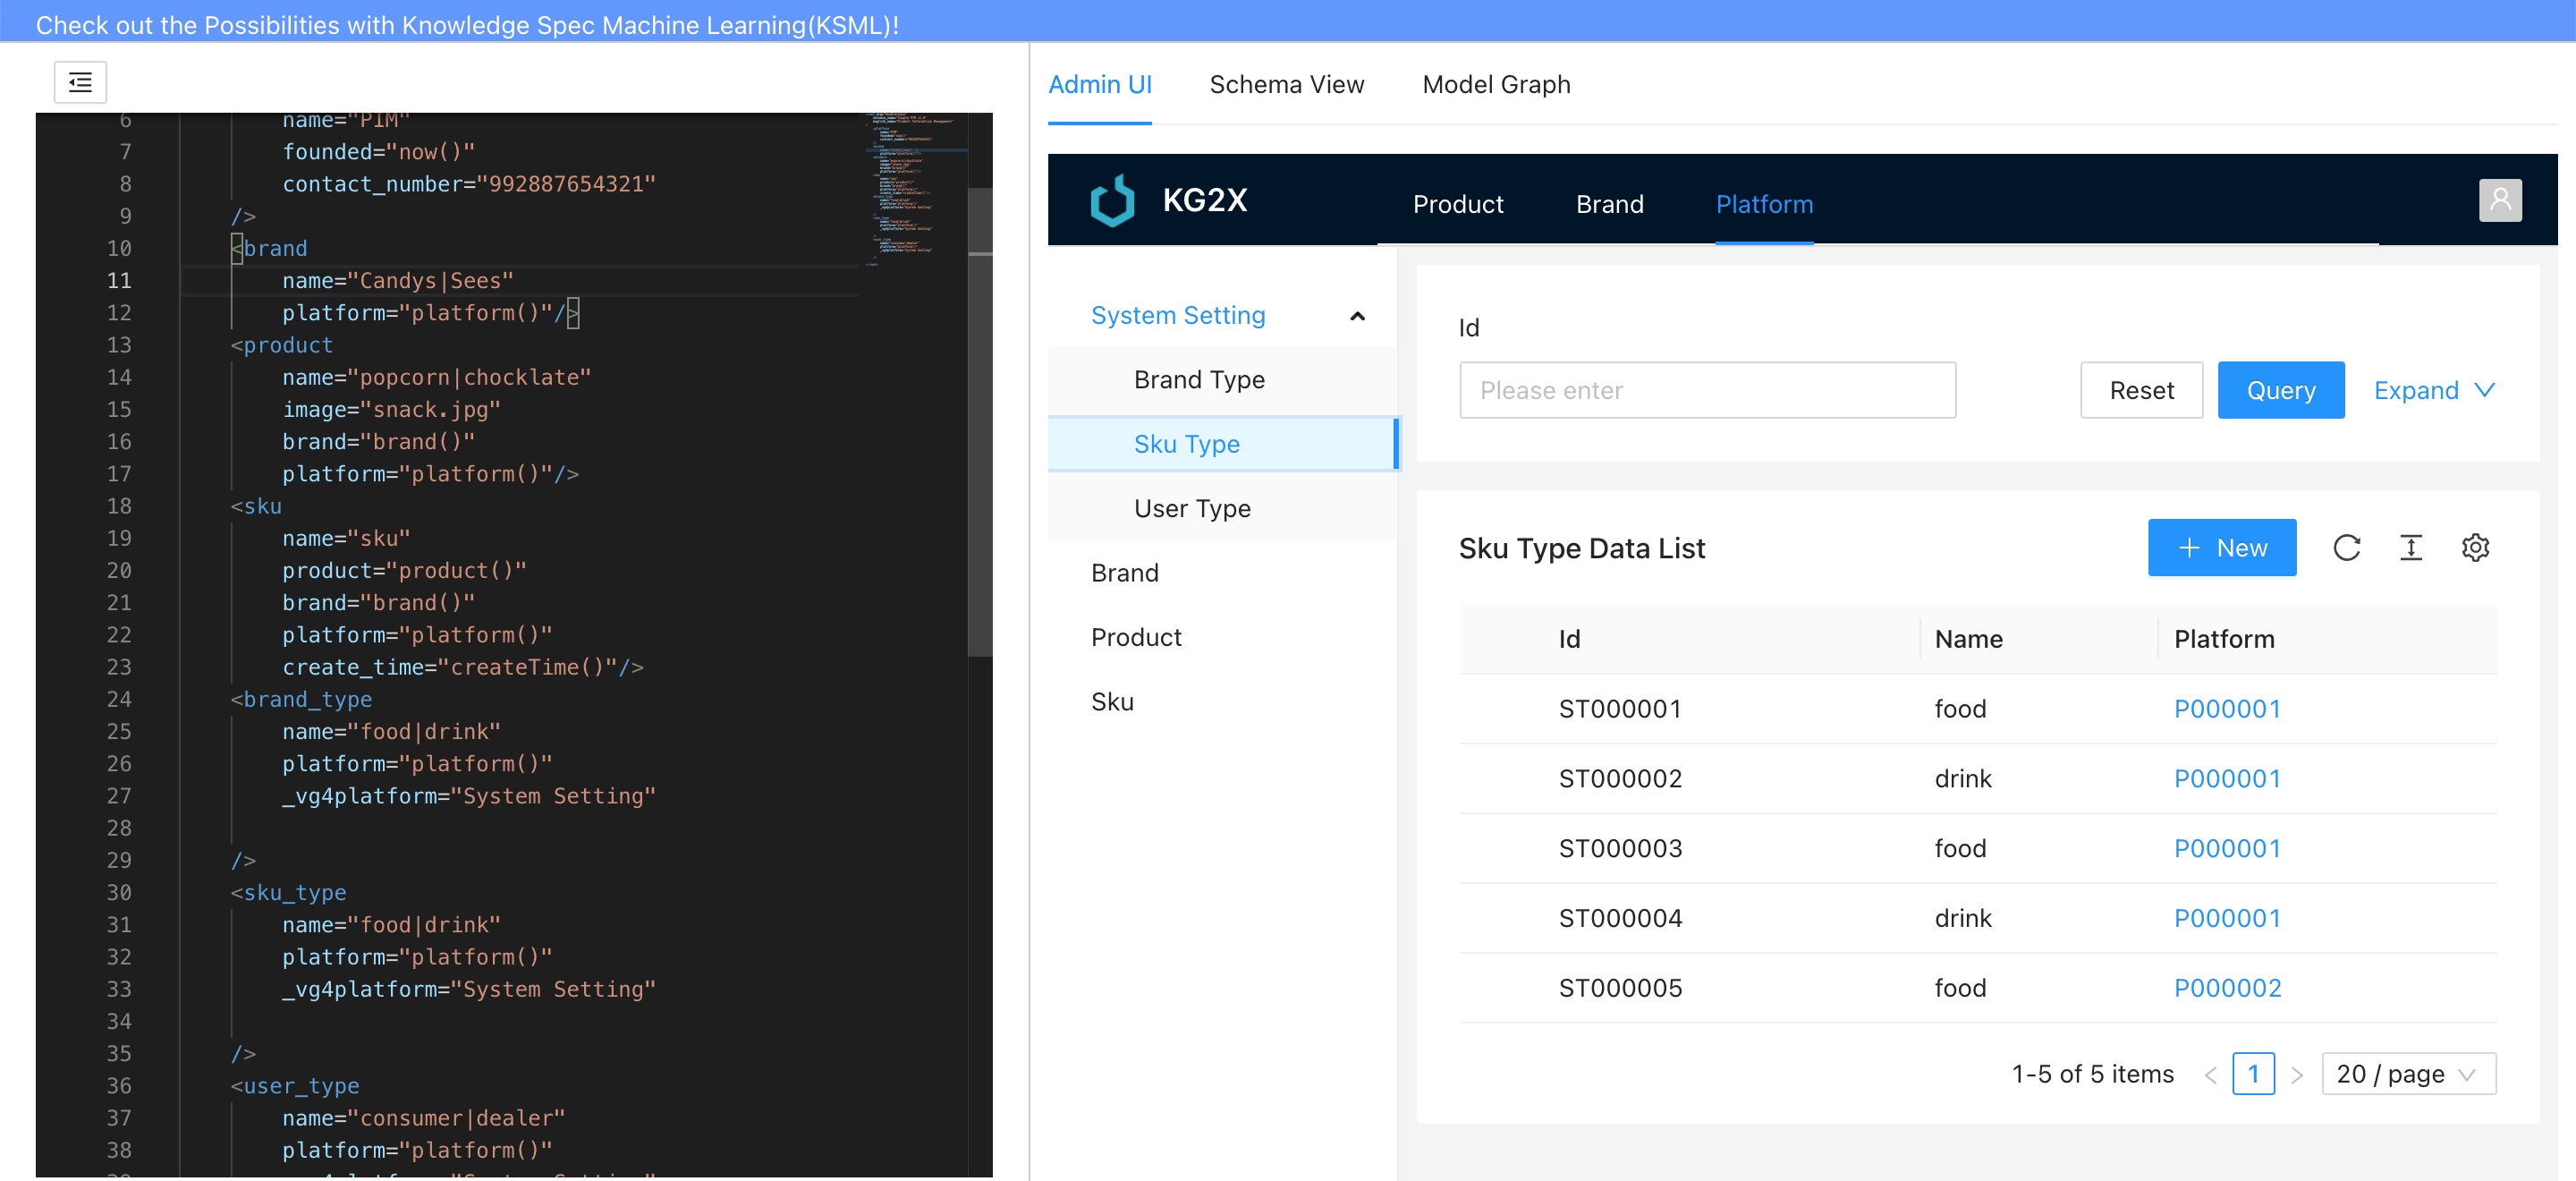 Check out the Possibilities with Knowledge Spec Machine Learning(KSML)!
6 name="PIM"
7 founded="now()"
8 contact_number="992887654321"
9 />
10 <brand
11 name="Candys|Sees"
12 platform="platform()"/>
13 <product
14 name="popcorn|chocklate"
15 image="snack.jpg"
16 brand="brand()"
17 platform="platform()"/>
18 <sku
19 name="sku"
20 product="product()"
21 brand="brand()"
22 platform="platform()"
23 create_time="createTime()"/>
24 <brand_type
25 name="food|drink"
26 platform="platform()"
27 _vg4platform="System Setting"
28
29 />
30 <sku_type
31 name="food|drink"
32 platform="platform()"
33 _vg4platform="System Setting"
34
35 />
36 <user_type
37 name="consumer|dealer"
38 platform="platform()"
Admin UI Schema View Model Graph
KG2X Product Brand Platform
System Setting
Brand Type
Sku Type
User Type
Brand
Product
Sku
Id
Please enter Reset Query Expand
Sku Type Data List + New
Id Name Platform
ST000001 food P000001
ST000002 drink P000001
ST000003 food P000001
ST000004 drink P000001
ST000005 food P000002
1-5 of 5 items < 1 > 20 / page